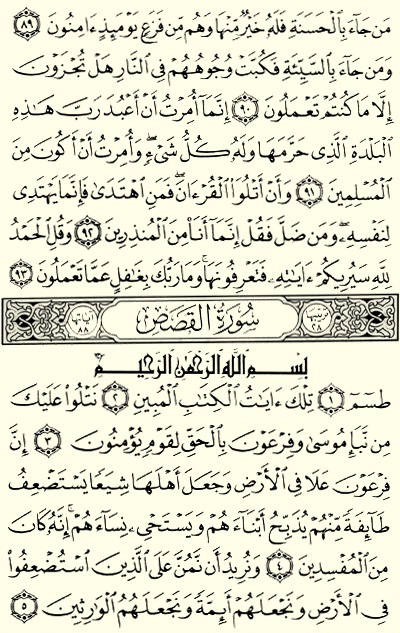 مَن جَآءَ بِٱلْحَسَنَةِ فَلَهُۥ خَيْرٌ مِّنْهَا وَهُم مِّن فَزَعٍ يَوْمَئِذٍ ءَامِنُونَ ٨٩
وَمَن جَآءَ بِٱلسَّيِّئَةِ فَكُبَّتْ وُجُوهُهُمْ فِى ٱلنَّارِ هَلْ تُجْزَوْنَ
إِلَّا مَا كُنتُمْ تَعْمَلُونَ ٩٠ إِنَّمَآ أُمِرْتُ أَنْ أَعْبُدَ رَبَّ هَٰذِهِ
ٱلْبَلْدَةِ ٱلَّذِى حَرَّمَهَا وَلَهُۥ كُلُّ شَىْءٍ وَأُمِرْتُ أَنْ أَكُونَ مِنَ
ٱلْمُسْلِمِينَ ٩١ وَأَنْ أَتْلُوَا۟ ٱلْقُرْءَانَ فَمَنِ ٱهْتَدَىٰ فَإِنَّمَا يَهْتَدِى
لِنَفْسِهِۦ وَمَن ضَلَّ فَقُلْ إِنَّمَآ أَنَا۠ مِنَ ٱلْمُنذِرِينَ ٩٢ وَقُلِ ٱلْحَمْدُ
لِلَّهِ سَيُرِيكُمْ ءَايَٰتِهِۦ فَتَعْرِفُونَهَا وَمَا رَبُّكَ بِغَٰفِلٍ عَمَّا تَعْمَلُونَ ٩٣
ترتيبها ٢٨ سُورَةُ القَصَصِ آياتها ٨٨
بِسْمِ ٱللَّهِ ٱلرَّحْمَٰنِ ٱلرَّحِيمِ
طسٓمٓ ١ تِلْكَ ءَايَٰتُ ٱلْكِتَٰبِ ٱلْمُبِينِ ٢ نَتْلُوا۟ عَلَيْكَ
مِن نَّبَإِ مُوسَىٰ وَفِرْعَوْنَ بِٱلْحَقِّ لِقَوْمٍ يُؤْمِنُونَ ٣ إِنَّ
فِرْعَوْنَ عَلَا فِى ٱلْأَرْضِ وَجَعَلَ أَهْلَهَا شِيَعًا يَسْتَضْعِفُ
طَآئِفَةً مِّنْهُمْ يُذَبِّحُ أَبْنَآءَهُمْ وَيَسْتَحْىِۦ نِسَآءَهُمْ إِنَّهُۥ كَانَ
مِنَ ٱلْمُفْسِدِينَ ٤ وَنُرِيدُ أَن نَّمُنَّ عَلَى ٱلَّذِينَ ٱسْتُضْعِفُوا۟
فِى ٱلْأَرْضِ وَنَجْعَلَهُمْ أَئِمَّةً وَنَجْعَلَهُمُ ٱلْوَٰرِثِينَ ٥